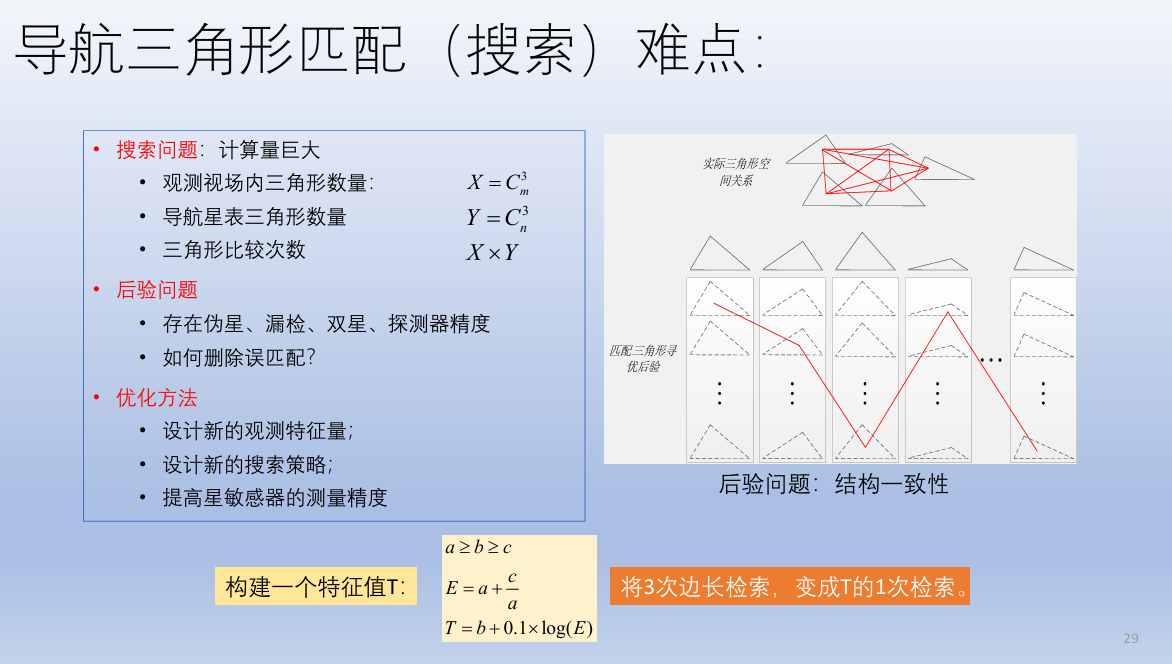 导航三角形匹配（搜索）难点：
• 搜索问题：计算量巨大
• 观测视场内三角形数量： X = C_m^3
• 导航星表三角形数量 Y = C_n^3
• 三角形比较次数 X × Y
• 后验问题
• 存在伪星、漏检、双星、探测器精度
• 如何删除误匹配？
• 优化方法
• 设计新的观测特征量；
• 设计新的搜索策略；
• 提高星敏感器的测量精度
实际三角形空
间关系
匹配三角形寻
优后验
…
后验问题：结构一致性
构建一个特征值T：
a ≥ b ≥ c
E = a + c/a
T = b + 0.1 × log(E)
将3次边长检索，变成T的1次检索。
29